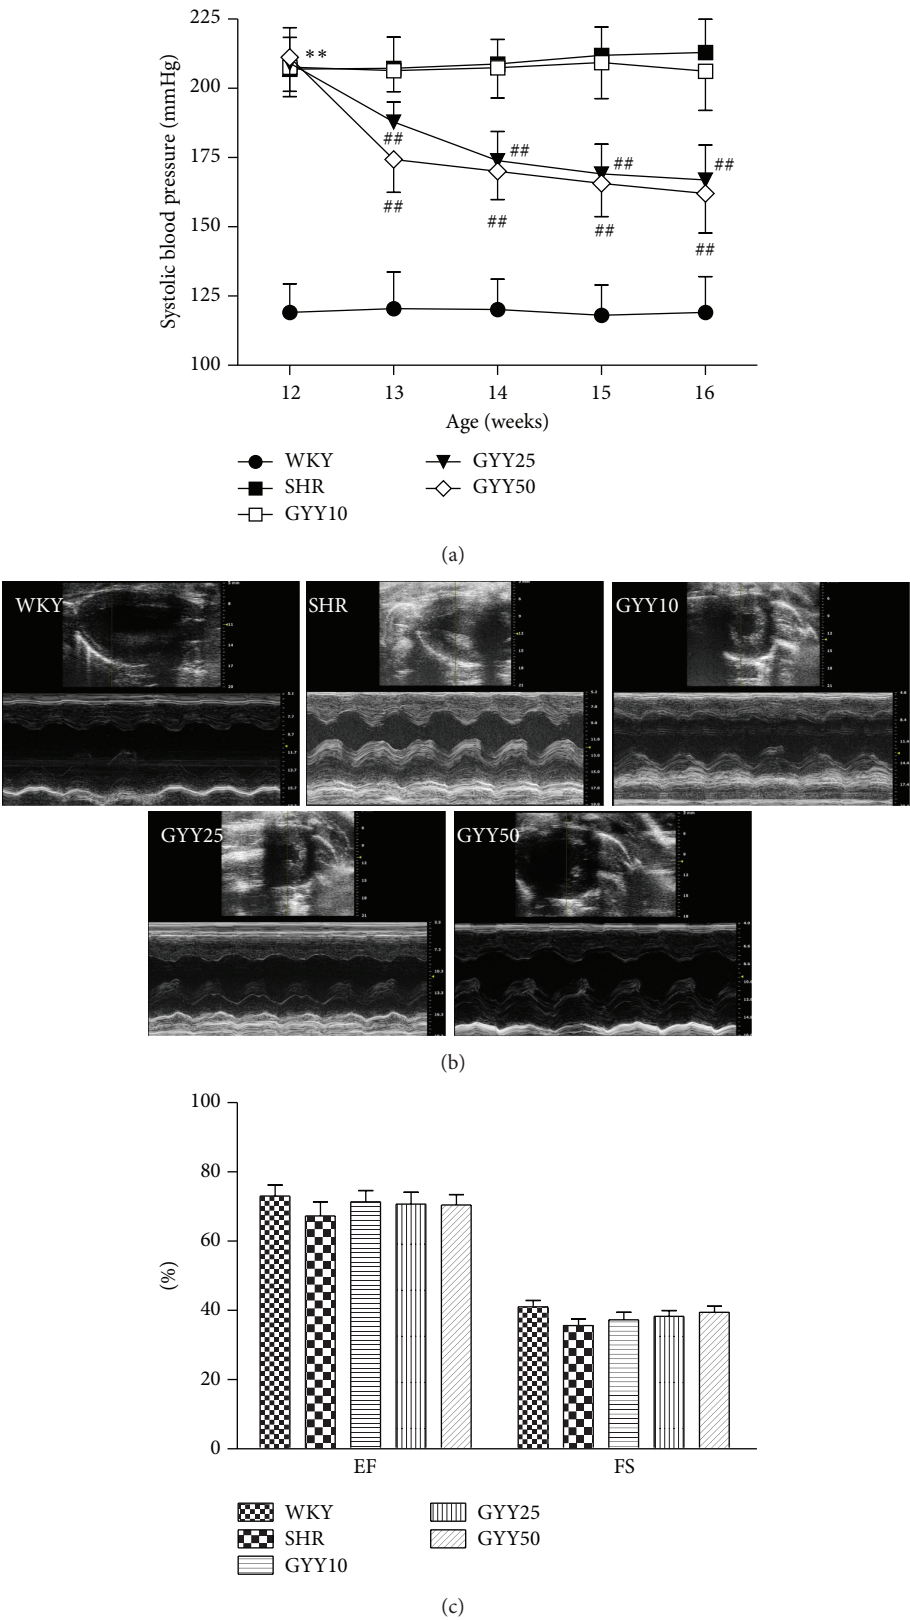 225
200
175
150
125
100
Systolic blood pressure (mmHg)
**
##
##
##
##
##
##
##
##
12 13 14 15 16
Age (weeks)
WKY GYY25
SHR GYY50
GYY10
(a)
WKY SHR GYY10
GYY25 GYY50
(b)
100
80
60
40
20
0
(%)
EF FS
WKY GYY25
SHR GYY50
GYY10
(c)